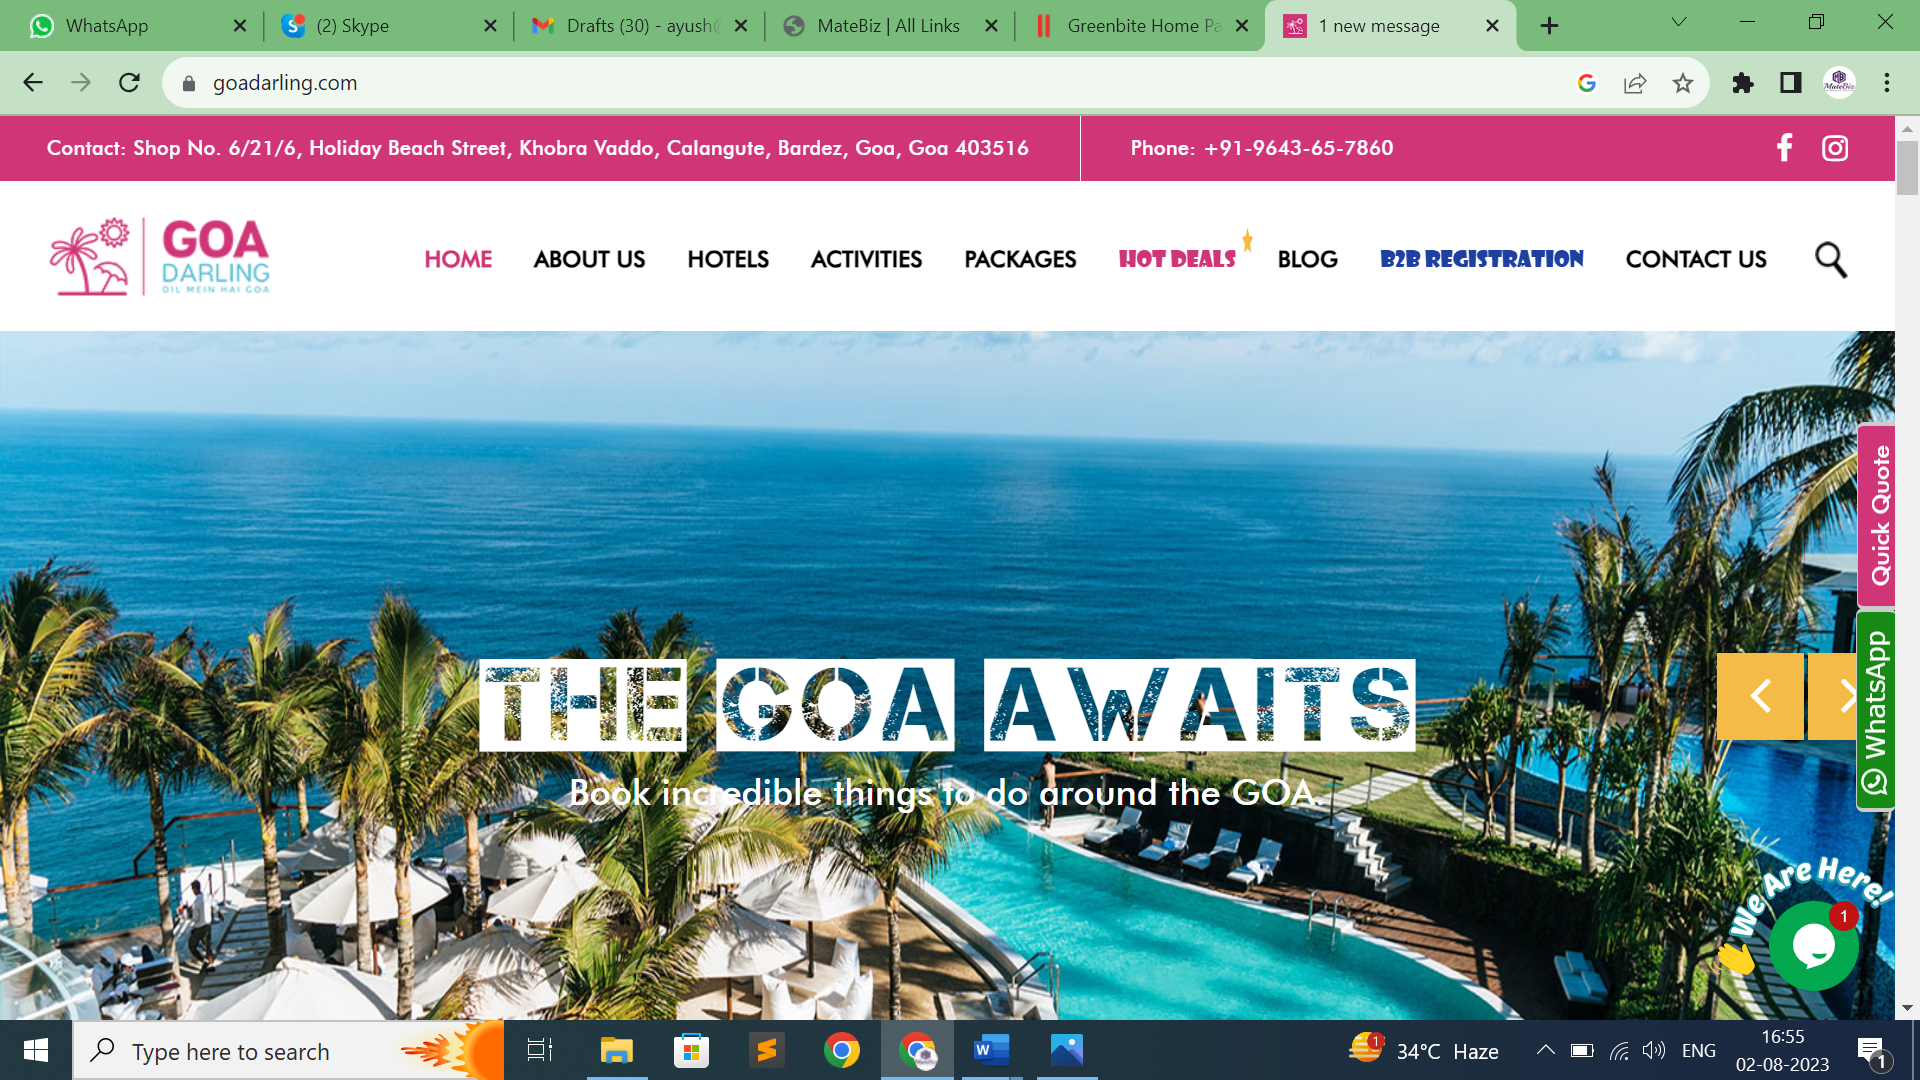 WhatsApp
(2) Skype
Drafts (30) - ayush@
MateBiz | All Links
Greenbite Home Pa
1 new message
goadarling.com
Contact: Shop No. 6/21/6, Holiday Beach Street, Khobra Vaddo, Calangute, Bardez, Goa, Goa 403516
Phone: +91-9643-65-7860
GOA
DARLING
DIL MEIN HAI GOA
HOME
ABOUT US
HOTELS
ACTIVITIES
PACKAGES
HOT DEALS
BLOG
B2B REGISTRATION
CONTACT US
Quick Quote
WhatsApp
THE GOA AWAITS
Book incredible things to do around the GOA.
We Are Here!
1
Type here to search
1
34°C Haze
ENG
16:55
02-08-2023
1